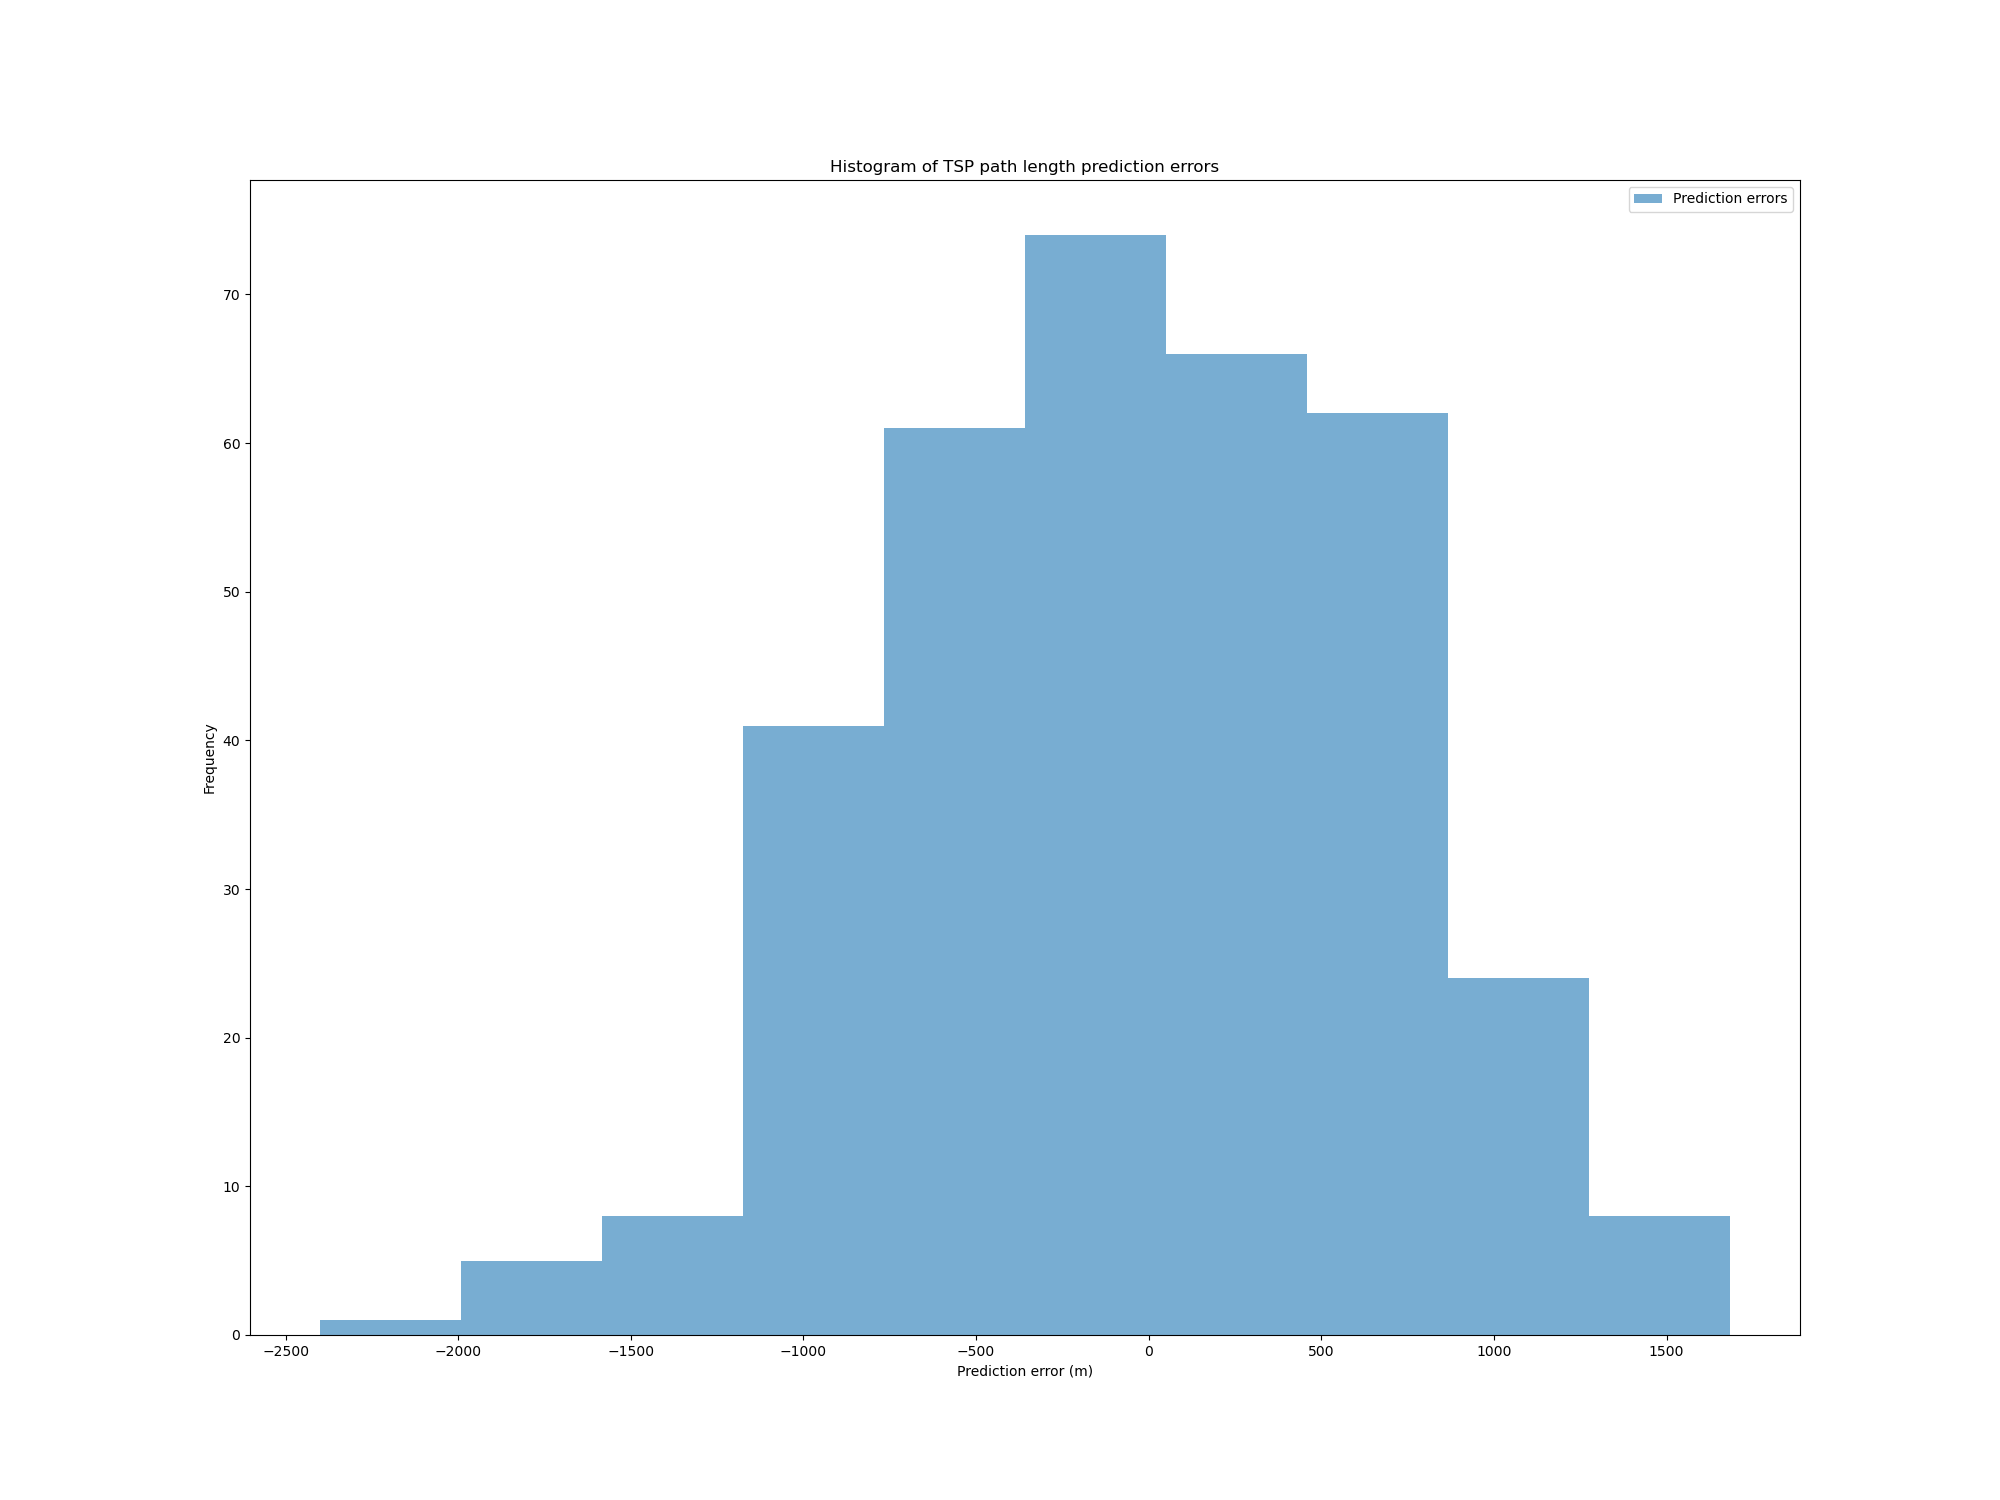 Histogram of TSP path length prediction errors
Prediction errors
70
60
50
40
30
20
10
0
Frequency
−2500 −2000 −1500 −1000 −500 0 500 1000 1500
Prediction error (m)